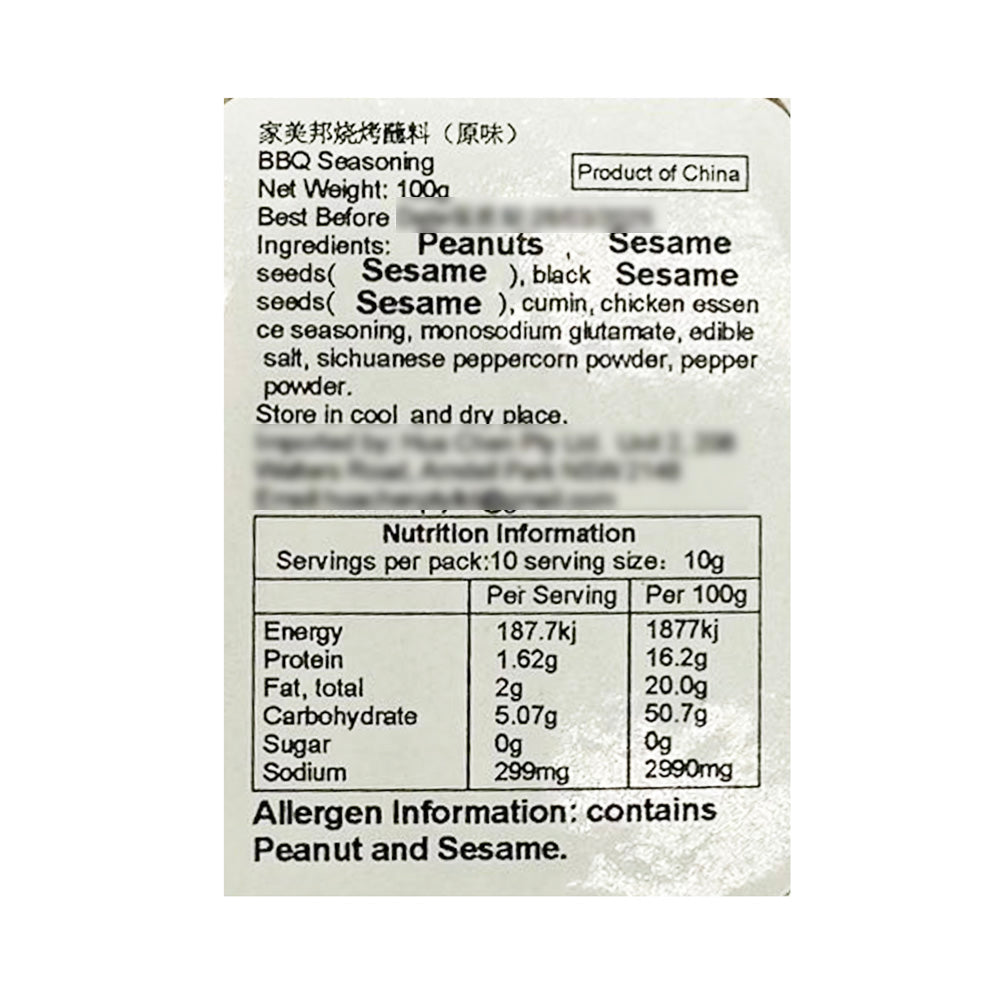 家美邦烧烤蘸料（原味）
BBQ Seasoning
Product of China
Net Weight: 100g
Best Before
Ingredients: Peanuts , Sesame
seeds( Sesame ), black Sesame
seeds( Sesame ), cumin, chicken essen
ce seasoning, monosodium glutamate, edible
salt, sichuanese peppercorn powder, pepper
powder.
Store in cool and dry place.
Nutrition Information
Servings per pack:10 serving size: 10g
Per Serving Per 100g
Energy 187.7kj 1877kj
Protein 1.62g 16.2g
Fat, total 2g 20.0g
Carbohydrate 5.07g 50.7g
Sugar 0g 0g
Sodium 299mg 2990mg
Allergen Information: contains
Peanut and Sesame.